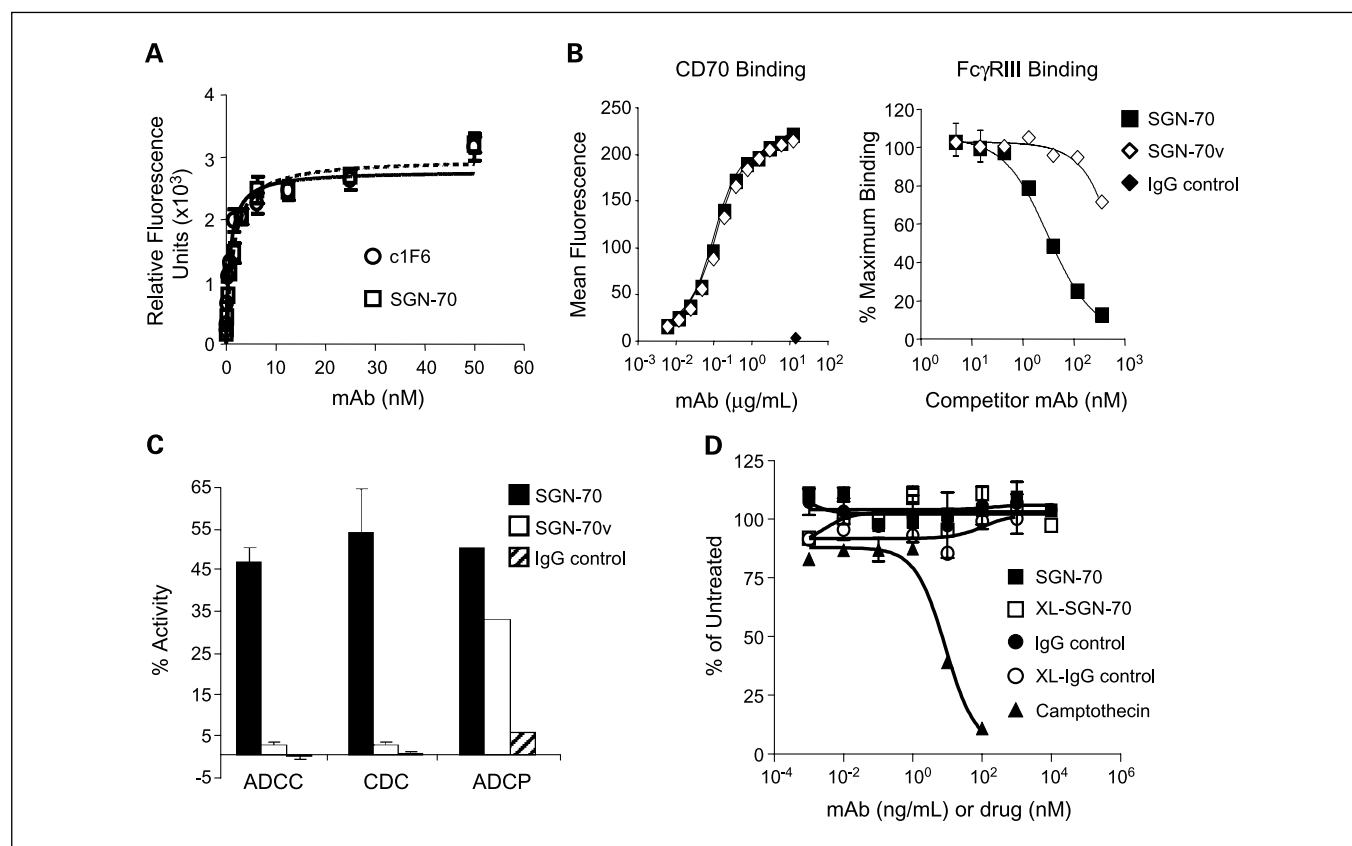 A
4
3
2
1
0
Relative Fluorescence
Units (x10³)
c1F6
SGN-70
0 10 20 30 40 50 60
mAb (nM)
B
CD70 Binding
250
200
150
100
50
0
Mean Fluorescence
10⁻³ 10⁻² 10⁻¹ 10⁰ 10¹ 10²
mAb (μg/mL)
FcγRIII Binding
120
100
80
60
40
20
0
% Maximum Binding
10⁰ 10¹ 10⁰ 10² 10³
Competitor mAb (nM)
SGN-70
SGN-70v
IgG control
C
65
55
45
35
25
15
5
-5
% Activity
SGN-70
SGN-70v
IgG control
ADCC CDC ADCP
D
125
100
75
50
25
0
% of Untreated
SGN-70
XL-SGN-70
IgG control
XL-IgG control
Camptothecin
10⁻⁴ 10⁻² 10⁰ 10² 10⁴ 10⁶
mAb (ng/mL) or drug (nM)